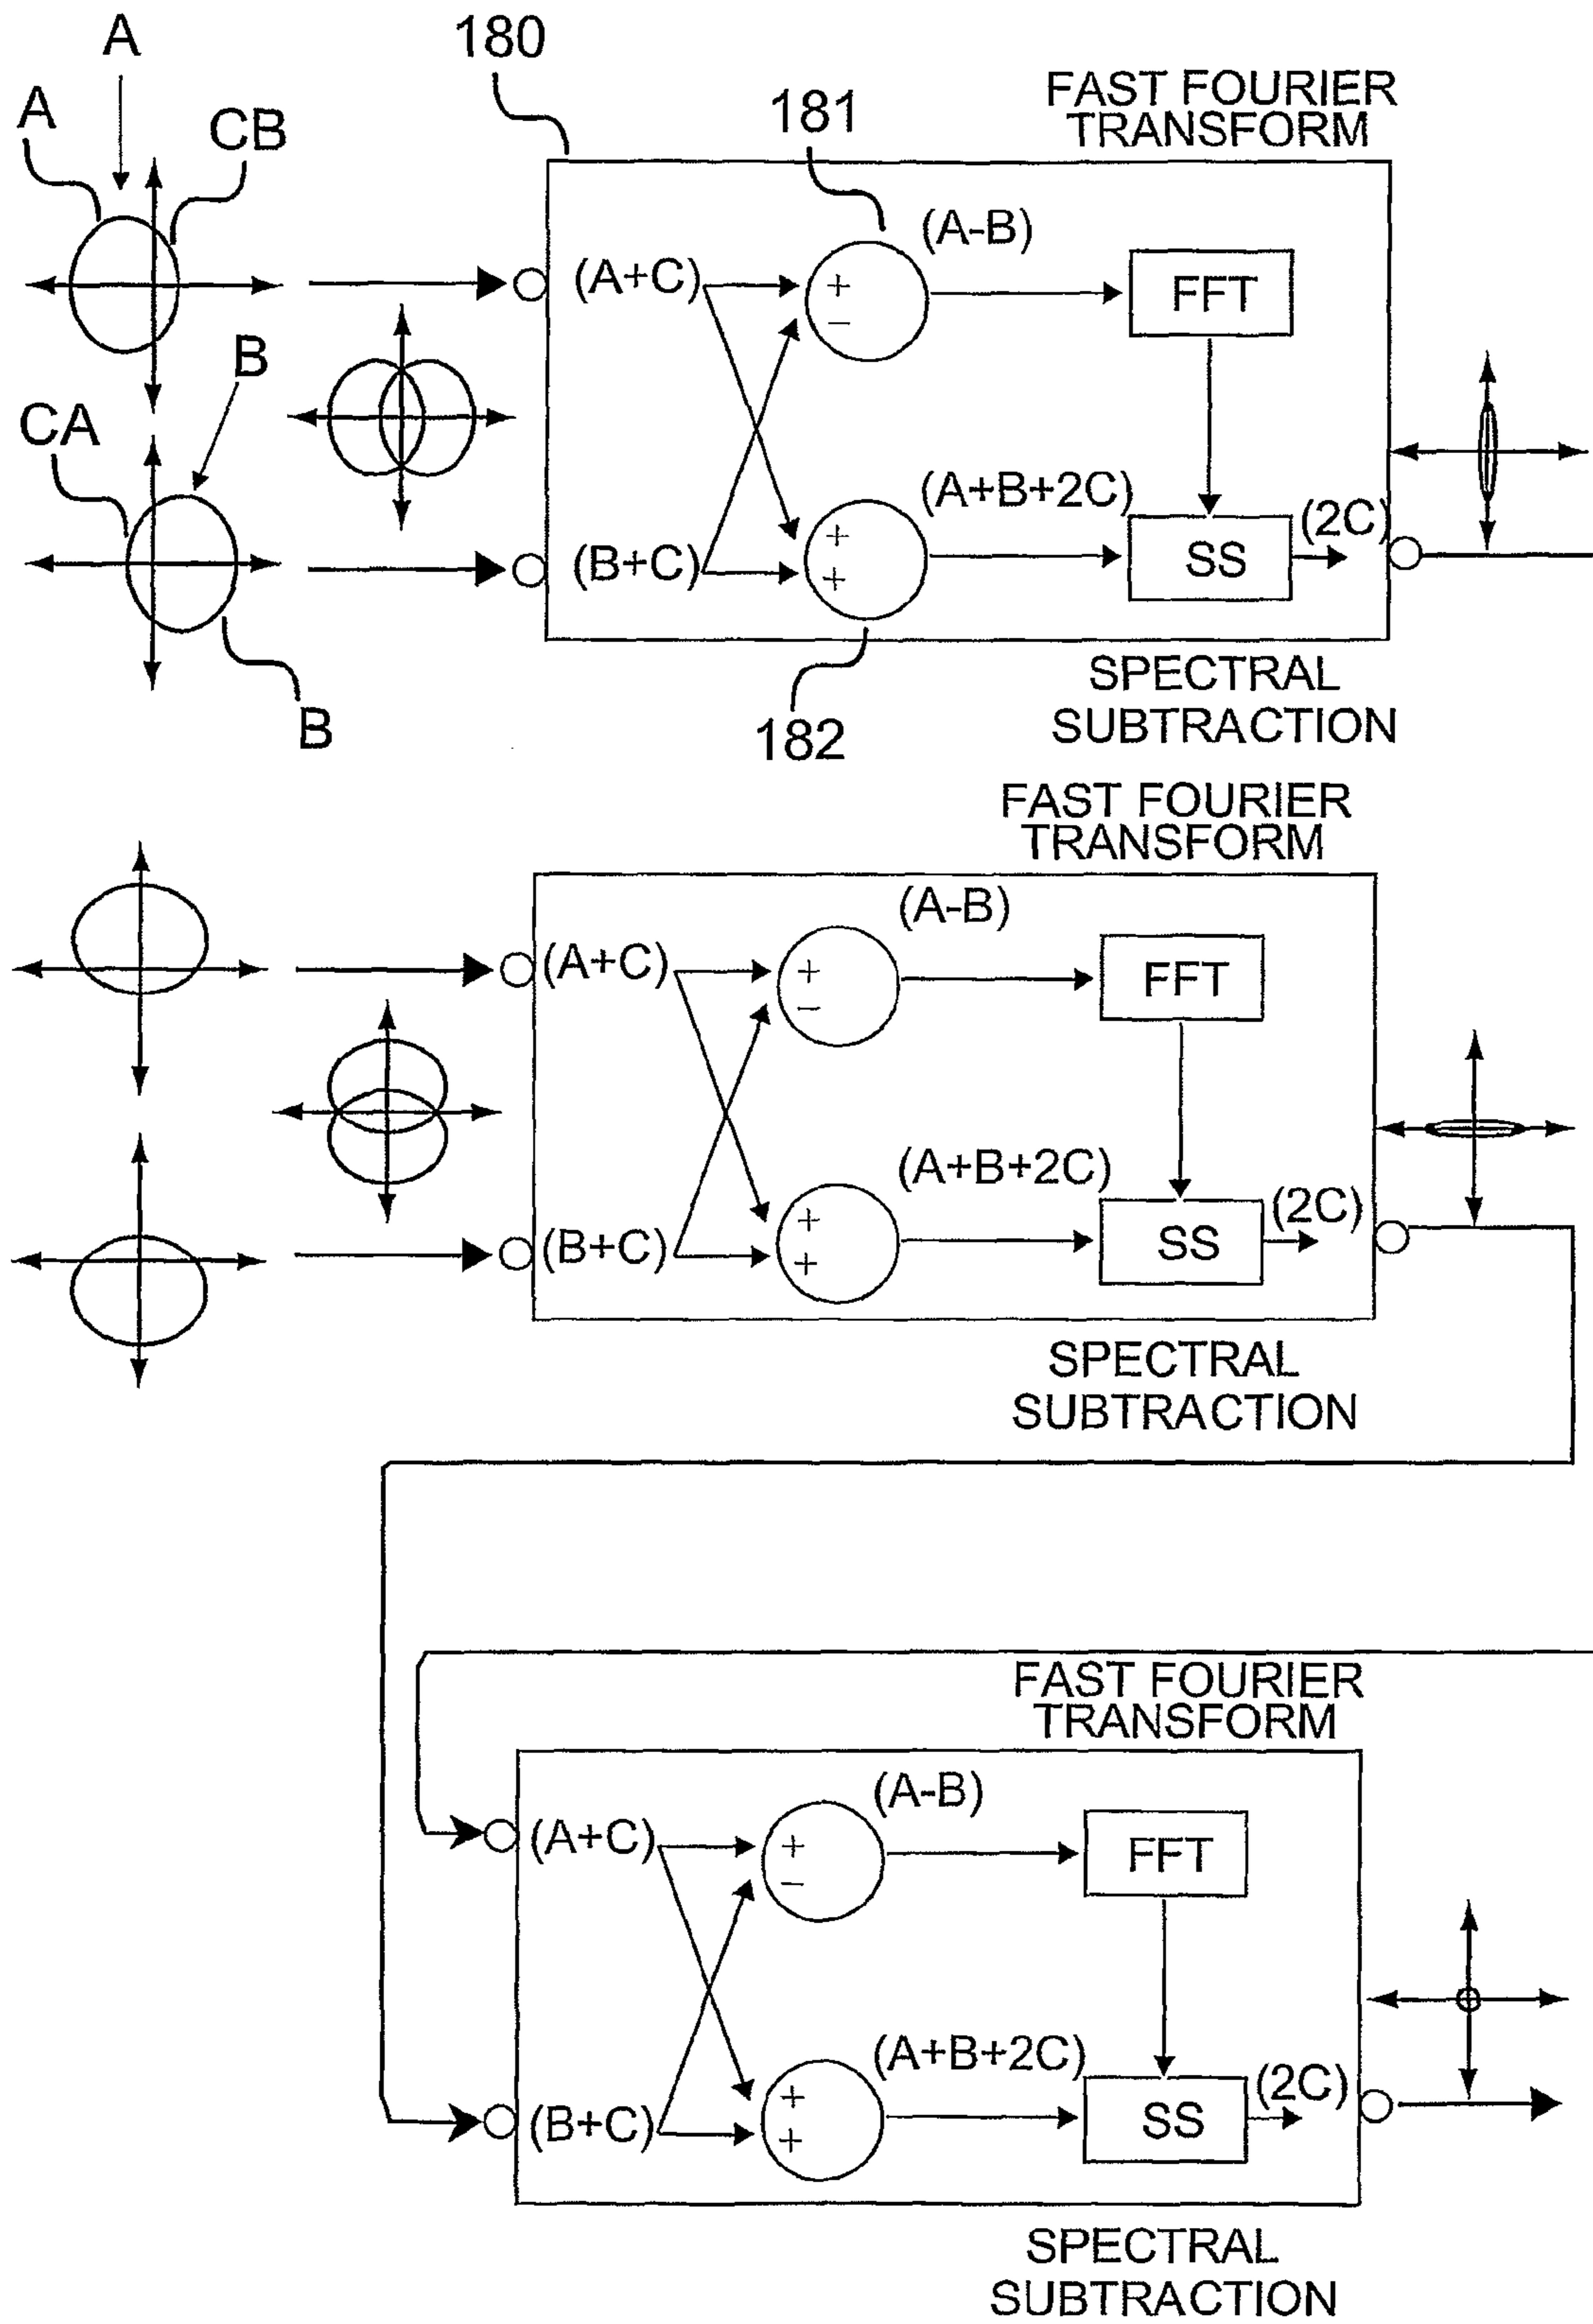 A
180
A
CB
181
FAST FOURIER
TRANSFORM
(A-B)
(A+C)
+
−
FFT
B
CA
(A+B+2C)
(2C)
(B+C)
+
+
SS
B
182
SPECTRAL
SUBTRACTION
FAST FOURIER
TRANSFORM
(A-B)
(A+C)
+
−
FFT
(A+B+2C)
(2C)
(B+C)
+
+
SS
SPECTRAL
SUBTRACTION
FAST FOURIER
TRANSFORM
(A-B)
(A+C)
+
−
FFT
(A+B+2C)
(2C)
(B+C)
+
+
SS
SPECTRAL
SUBTRACTION